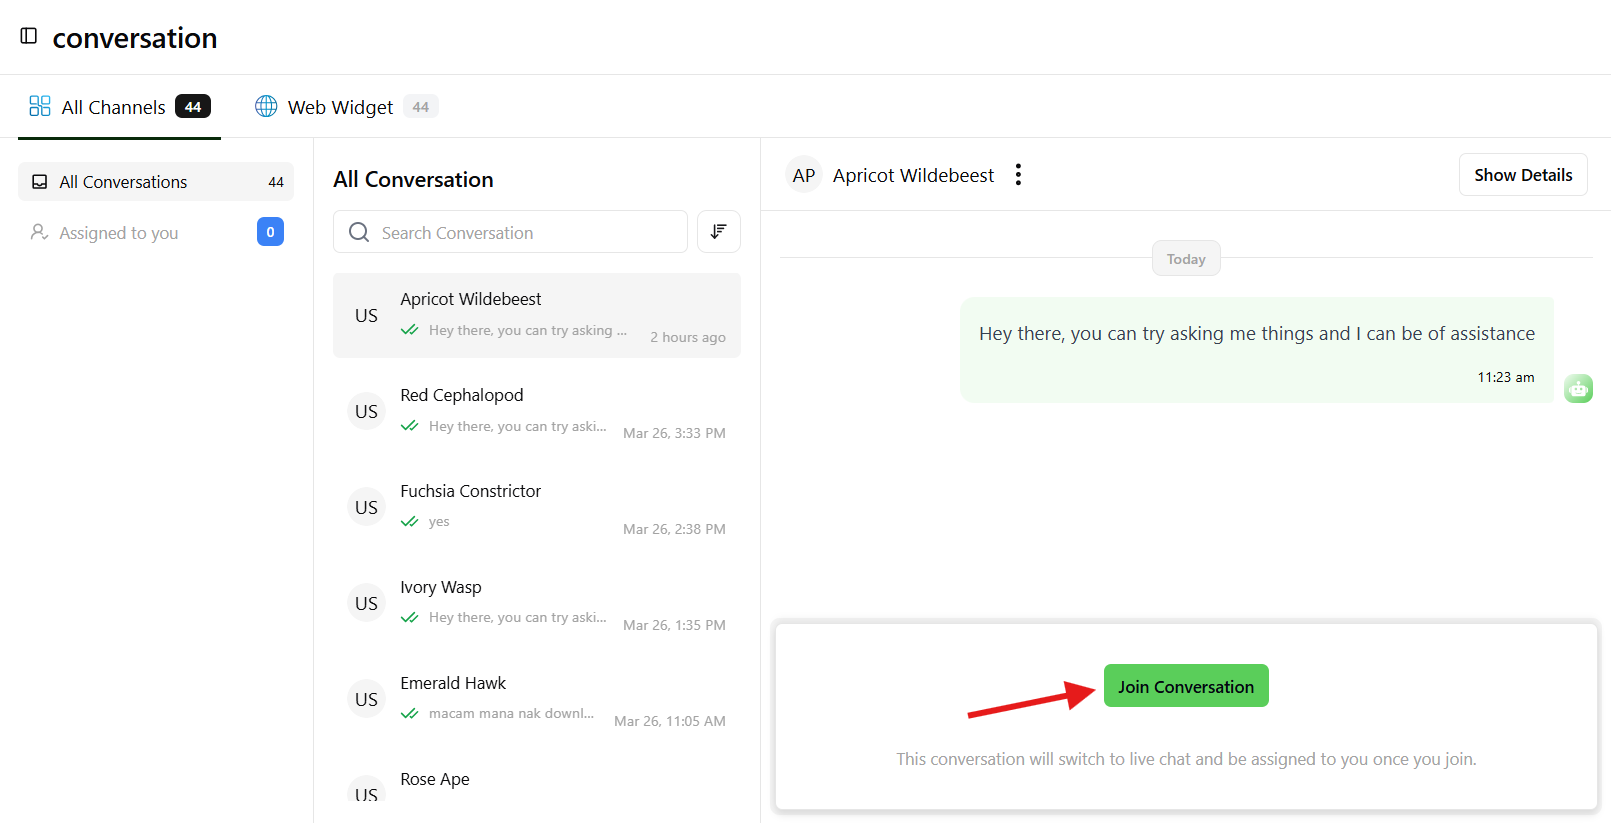 conversation
All Channels 44
Web Widget 44
All Conversations 44
Assigned to you 0
All Conversation
Search Conversation
US
Apricot Wildebeest
Hey there, you can try asking ...
2 hours ago
US
Red Cephalopod
Hey there, you can try aski...
Mar 26, 3:33 PM
US
Fuchsia Constrictor
yes
Mar 26, 2:38 PM
US
Ivory Wasp
Hey there, you can try aski...
Mar 26, 1:35 PM
US
Emerald Hawk
macam mana nak downl...
Mar 26, 11:05 AM
US
Rose Ape
AP Apricot Wildebeest
Show Details
Today
Hey there, you can try asking me things and I can be of assistance
11:23 am
Join Conversation
This conversation will switch to live chat and be assigned to you once you join.